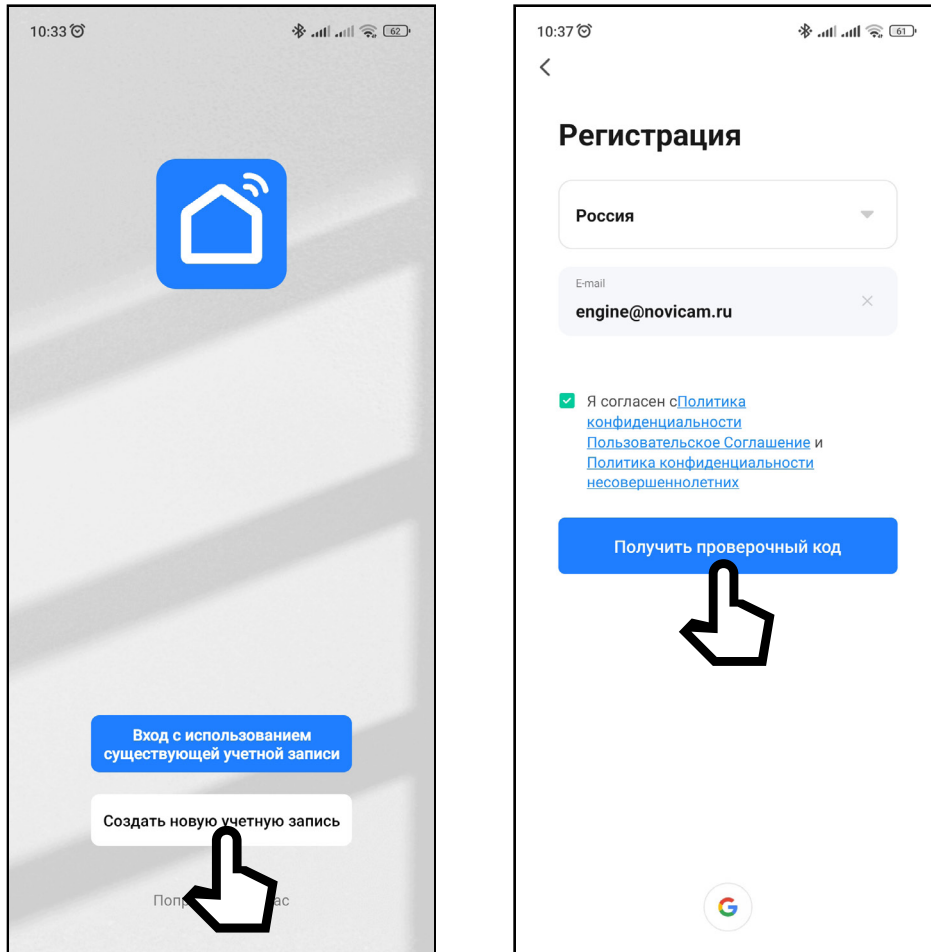 10:33
62
Вход с использованием
существующей учетной записи
Создать новую учетную запись
10:37
61
Регистрация
Россия
E-mail
engine@novicam.ru
Я согласен сПолитика
конфиденциальности
Пользовательское Соглашение и
Политика конфиденциальности
несовершеннолетних
Получить проверочный код
G